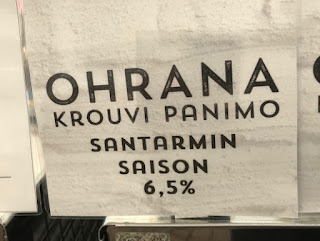 OHRANA
KROUVI PANIMO
SANTARMIN
SAISON
6,5%